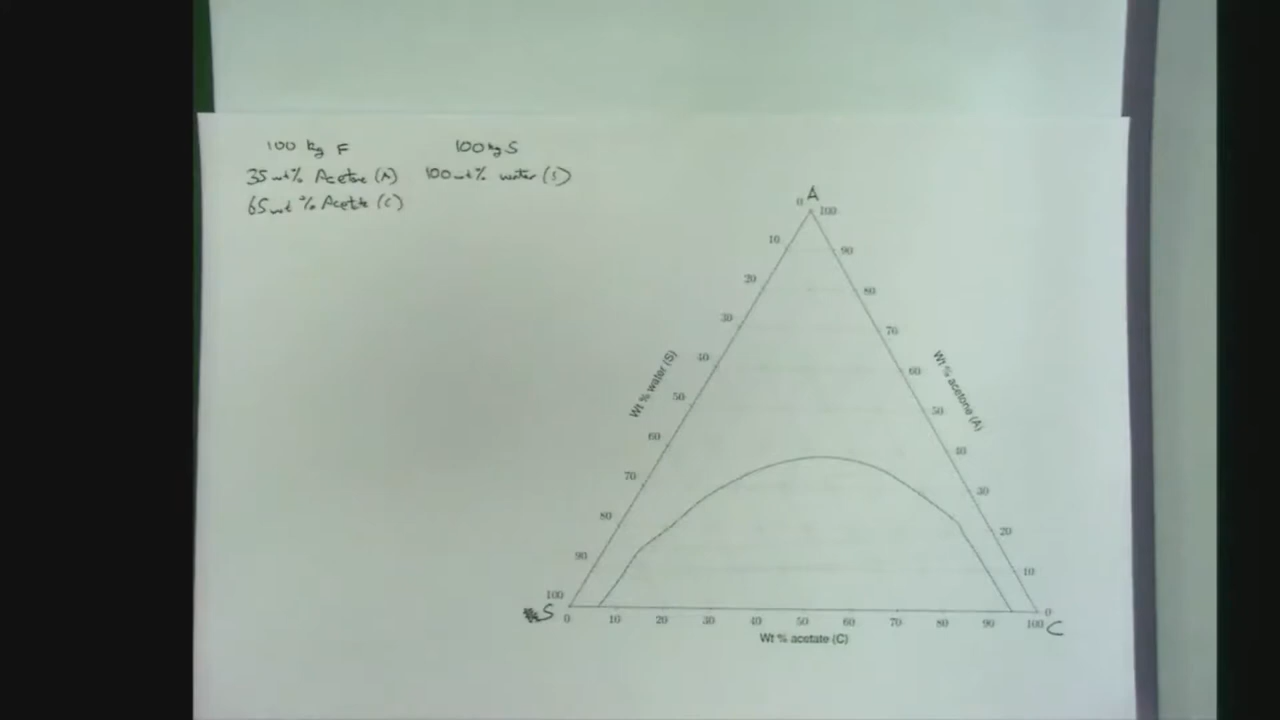 100 kg F 100 kg S
35 wt% Acetone (A) 100 wt% water (S)
65 wt % Acetate (C)
A
0 100
10 90
20 80
30 70
40 60
50 50
60 40
70 30
80 20
90 10
100 0
Wt % water (S)
Wt % acetone (A)
S C
0 10 20 30 40 50 60 70 80 90 100
Wt % acetate (C)